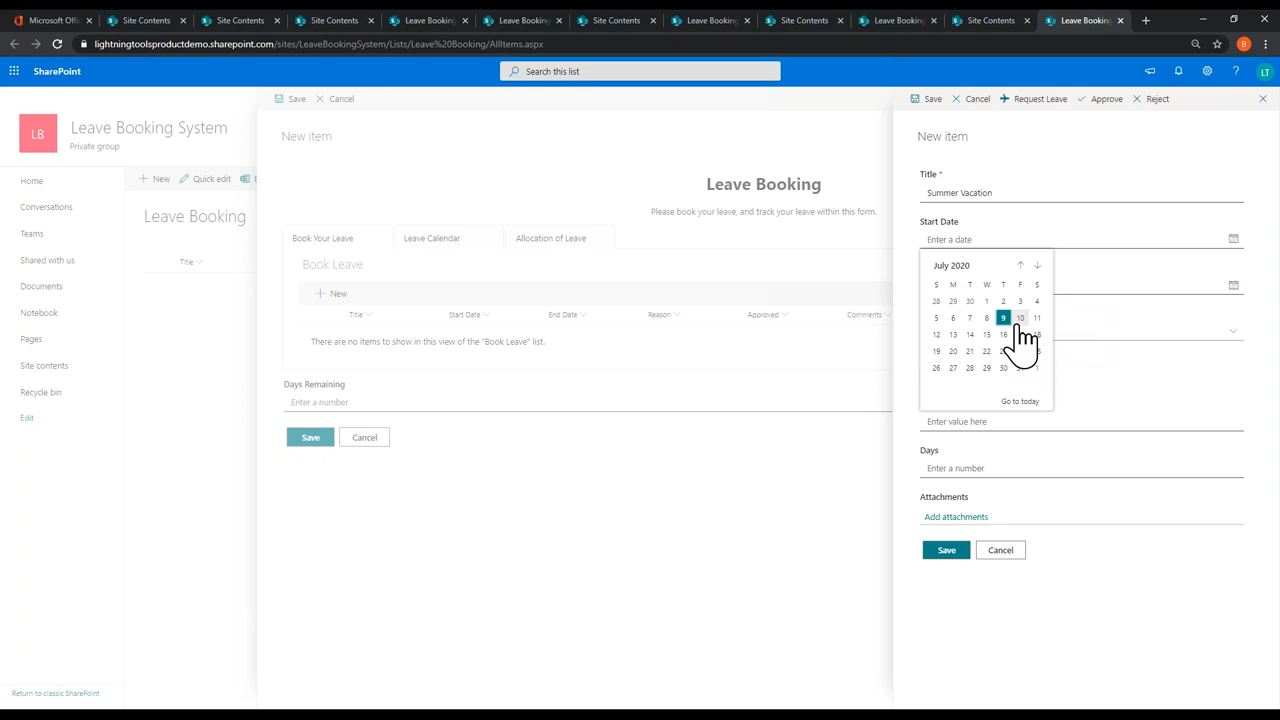 Microsoft Offi
Site Contents
Site Contents
Site Contents
Leave Booking
Leave Booking
Site Contents
Leave Booking
Site Contents
Leave Booking
Site Contents
Leave Booking
lightningtoolsproductdemo.sharepoint.com/sites/LeaveBookingSystem/Lists/Leave%20Booking/AllItems.aspx
B
SharePoint
Search this list
?
LT
Save
Cancel
Save
Cancel
Request Leave
Approve
Reject
LB
Leave Booking System
Private group
New item
New item
Home
Conversations
Teams
Shared with us
Documents
Notebook
Pages
Site contents
Recycle bin
Edit
Return to classic SharePoint
New
Quick edit
Leave Booking
Title
Leave Booking
Please book your leave, and track your leave within this form.
Book Your Leave
Leave Calendar
Allocation of Leave
Book Leave
New
Title
Start Date
End Date
Reason
Approved
Comments
There are no items to show in this view of the "Book Leave" list.
Days Remaining
Enter a number
Save
Cancel
Title *
Summer Vacation
Start Date
Enter a date
July 2020
S M T W T F S
28 29 30 1 2 3 4
5 6 7 8 9 10 11
12 13 14 15 16 18
19 20 21 22
26 27 28 29 30 1
Go to today
Enter value here
Days
Enter a number
Attachments
Add attachments
Save
Cancel